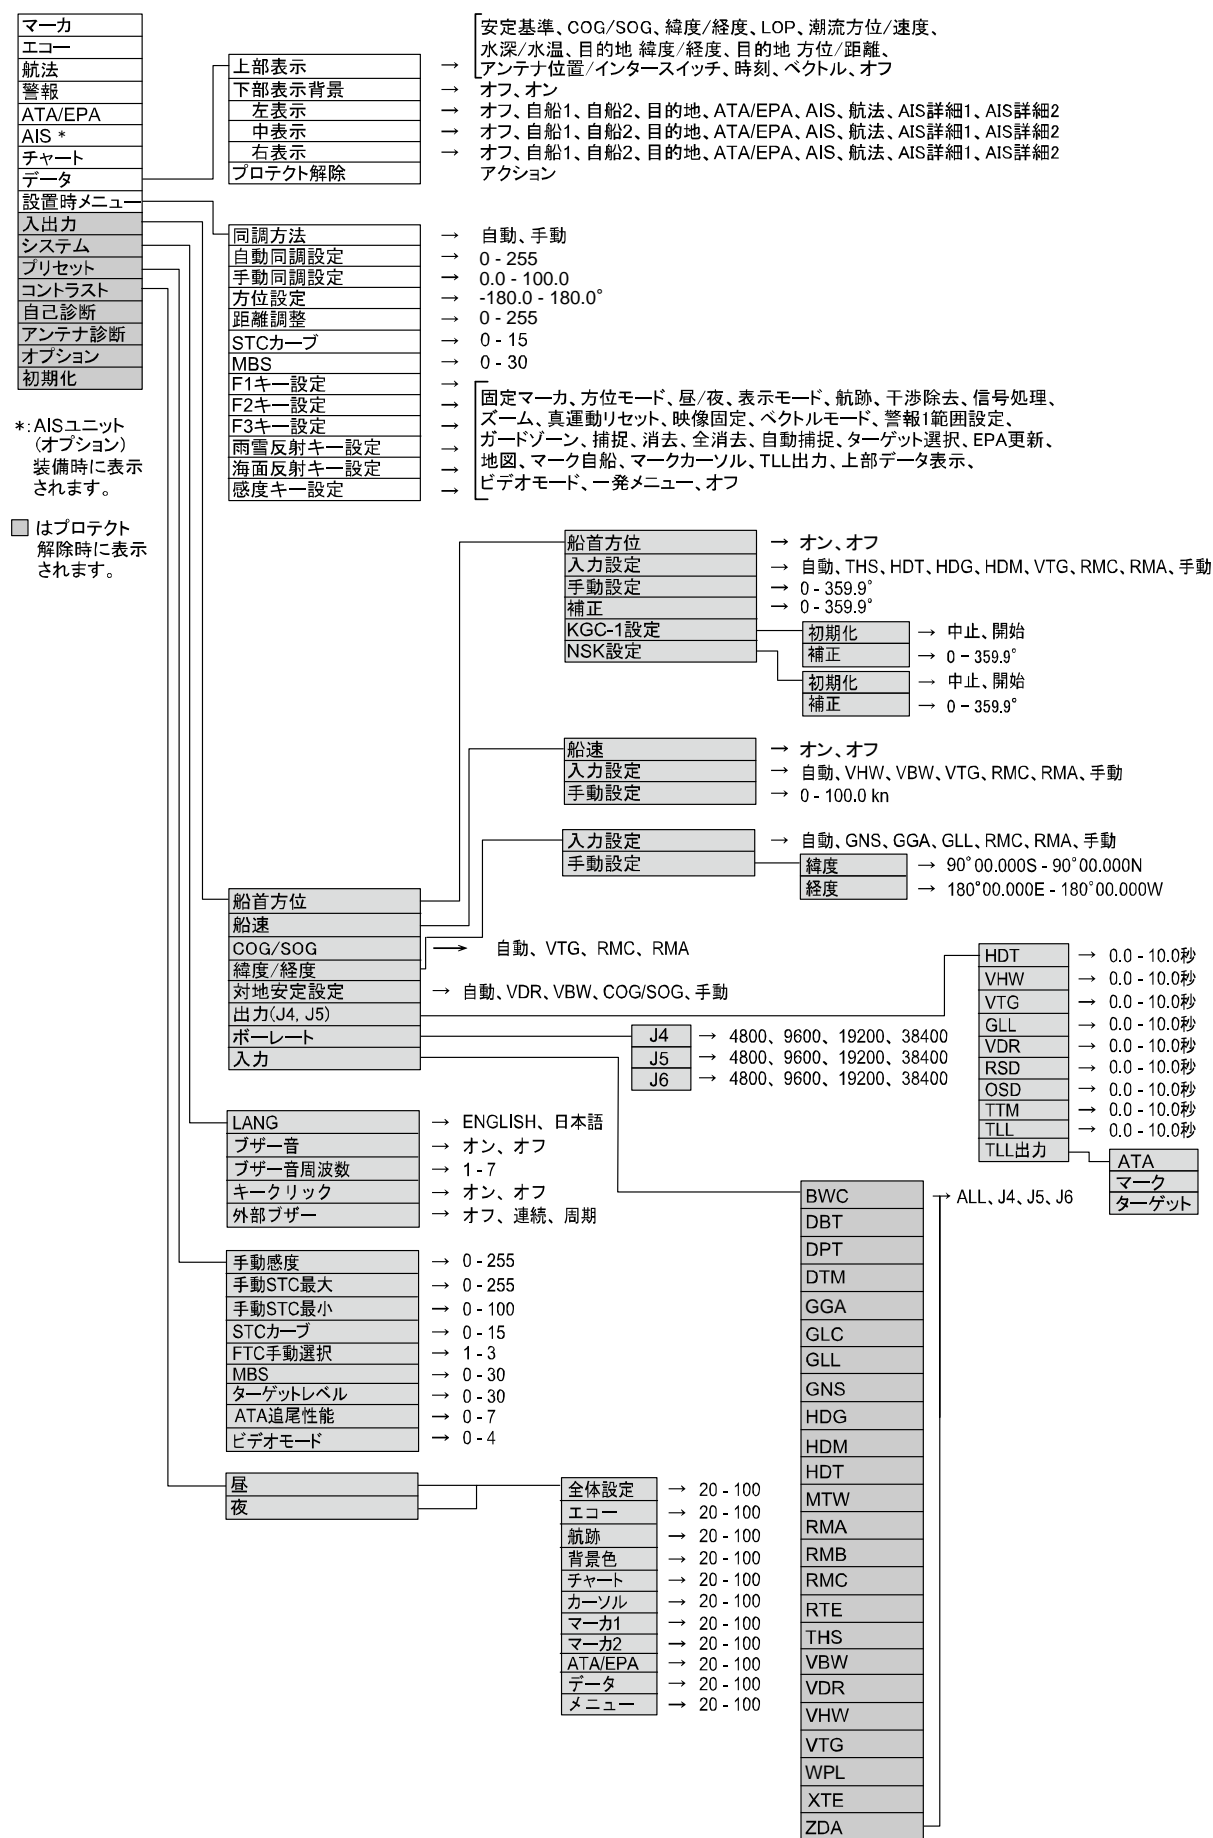 マーカ
エコー
航法
警報
ATA/EPA
AIS *
チャート
データ
設置時メニュー
入出力
システム
プリセット
コントラスト
自己診断
アンテナ診断
オプション
初期化
*:AISユニット
(オプション)
装備時に表示
されます。
はプロテクト
解除時に表示
されます。
上部表示 →
安定基準、COG/SOG、緯度/経度、LOP、潮流方位/速度、
水深/水温、目的地 緯度/経度、目的地 方位/距離、
アンテナ位置/インタースイッチ、時刻、ベクトル、オフ
下部表示背景 → オフ、オン
左表示 → オフ、自船1、自船2、目的地、ATA/EPA、AIS、航法、AIS詳細1、AIS詳細2
中表示 → オフ、自船1、自船2、目的地、ATA/EPA、AIS、航法、AIS詳細1、AIS詳細2
右表示 → オフ、自船1、自船2、目的地、ATA/EPA、AIS、航法、AIS詳細1、AIS詳細2
プロテクト解除 アクション
同調方法 → 自動、手動
自動同調設定 → 0 - 255
手動同調設定 → 0.0 - 100.0
方位設定 → -180.0 - 180.0°
距離調整 → 0 - 255
STCカーブ → 0 - 15
MBS → 0 - 30
F1キー設定 →
F2キー設定 →
F3キー設定 →
雨雪反射キー設定 →
海面反射キー設定 →
感度キー設定 →
固定マーカ、方位モード、昼/夜、表示モード、航跡、干渉除去、信号処理、
ズーム、真運動リセット、映像固定、ベクトルモード、警報1範囲設定、
ガードゾーン、捕捉、消去、全消去、自動捕捉、ターゲット選択、EPA更新、
地図、マーク自船、マークカーソル、TLL出力、上部データ表示、
ビデオモード、一発メニュー、オフ
船首方位 → オン、オフ
入力設定 → 自動、THS、HDT、HDG、HDM、VTG、RMC、RMA、手動
手動設定 → 0 - 359.9°
補正 → 0 - 359.9°
KGC-1設定
NSK設定
初期化 → 中止、開始
補正 → 0 – 359.9°
初期化 → 中止、開始
補正 → 0 – 359.9°
船速 → オン、オフ
入力設定 → 自動、VHW、VBW、VTG、RMC、RMA、手動
手動設定 → 0 - 100.0 kn
入力設定 → 自動、GNS、GGA、GLL、RMC、RMA、手動
手動設定
緯度 → 90°00.000S - 90°00.000N
経度 → 180°00.000E - 180°00.000W
船首方位
船速
COG/SOG → 自動、VTG、RMC、RMA
緯度/経度
対地安定設定 → 自動、VDR、VBW、COG/SOG、手動
出力(J4, J5)
ボーレート
入力
J4 → 4800、9600、19200、38400
J5 → 4800、9600、19200、38400
J6 → 4800、9600、19200、38400
HDT → 0.0 - 10.0秒
VHW → 0.0 - 10.0秒
VTG → 0.0 - 10.0秒
GLL → 0.0 - 10.0秒
VDR → 0.0 - 10.0秒
RSD → 0.0 - 10.0秒
OSD → 0.0 - 10.0秒
TTM → 0.0 - 10.0秒
TLL → 0.0 - 10.0秒
TLL出力
ATA
マーク
ターゲット
LANG → ENGLISH、日本語
ブザー音 → オン、オフ
ブザー音周波数 → 1 - 7
キークリック → オン、オフ
外部ブザー → オフ、連続、周期
手動感度 → 0 - 255
手動STC最大 → 0 - 255
手動STC最小 → 0 - 100
STCカーブ → 0 - 15
FTC手動選択 → 1 - 3
MBS → 0 - 30
ターゲットレベル → 0 - 30
ATA追尾性能 → 0 - 7
ビデオモード → 0 - 4
昼
夜
全体設定 → 20 - 100
エコー → 20 - 100
航跡 → 20 - 100
背景色 → 20 - 100
チャート → 20 - 100
カーソル → 20 - 100
マーカ1 → 20 - 100
マーカ2 → 20 - 100
ATA/EPA → 20 - 100
データ → 20 - 100
メニュー → 20 - 100
BWC → ALL、J4、J5、J6
DBT
DPT
DTM
GGA
GLC
GLL
GNS
HDG
HDM
HDT
MTW
RMA
RMB
RMC
RTE
THS
VBW
VDR
VHW
VTG
WPL
XTE
ZDA